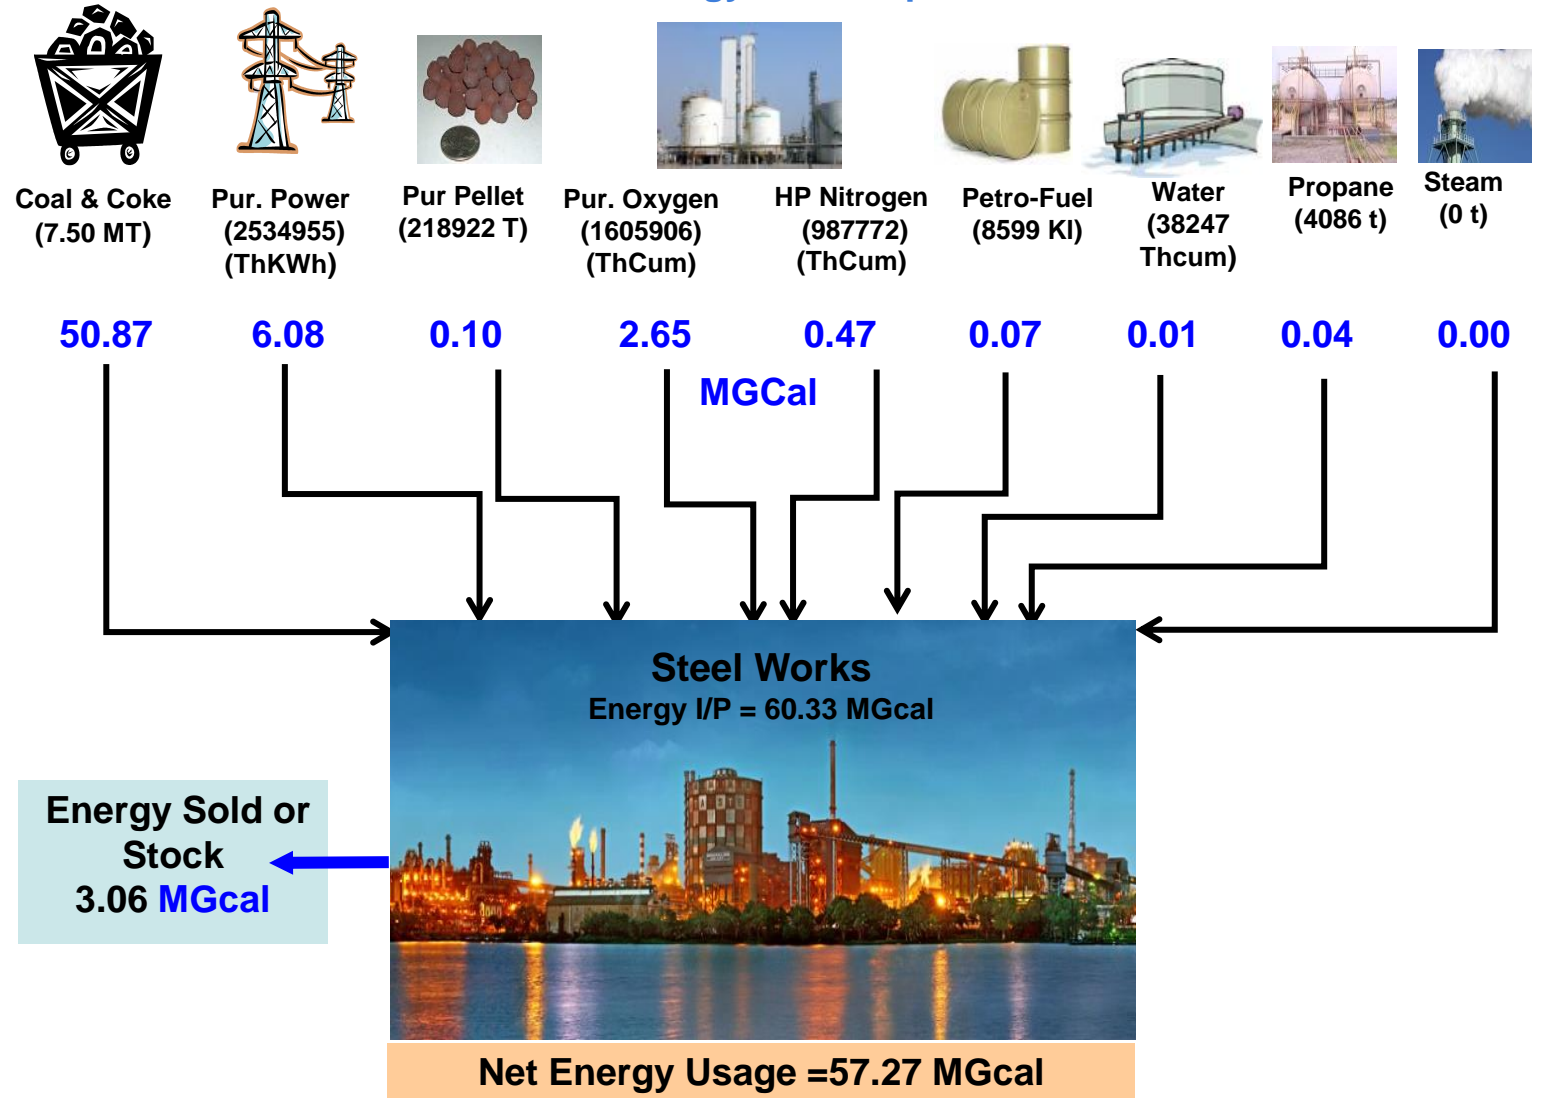 Coal & Coke
(7.50 MT)
Pur. Power
(2534955)
(ThKWh)
Pur Pellet
(218922 T)
Pur. Oxygen
(1605906)
(ThCum)
HP Nitrogen
(987772)
(ThCum)
Petro-Fuel
(8599 Kl)
Water
(38247
Thcum)
Propane
(4086 t)
Steam
(0 t)
50.87 6.08 0.10 2.65 0.47 0.07 0.01 0.04 0.00
MGCal
Steel Works
Energy I/P = 60.33 MGcal
Energy Sold or
Stock
3.06 MGcal
Net Energy Usage =57.27 MGcal